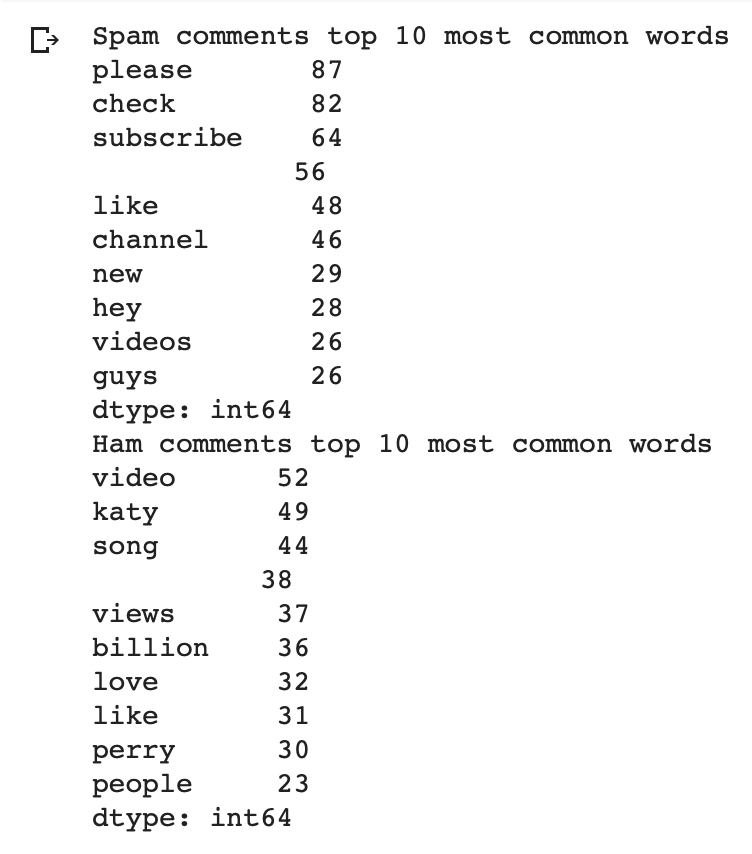 Spam comments top 10 most common words
please 87
check 82
subscribe 64
56
like 48
channel 46
new 29
hey 28
videos 26
guys 26
dtype: int64
Ham comments top 10 most common words
video 52
katy 49
song 44
38
views 37
billion 36
love 32
like 31
perry 30
people 23
dtype: int64